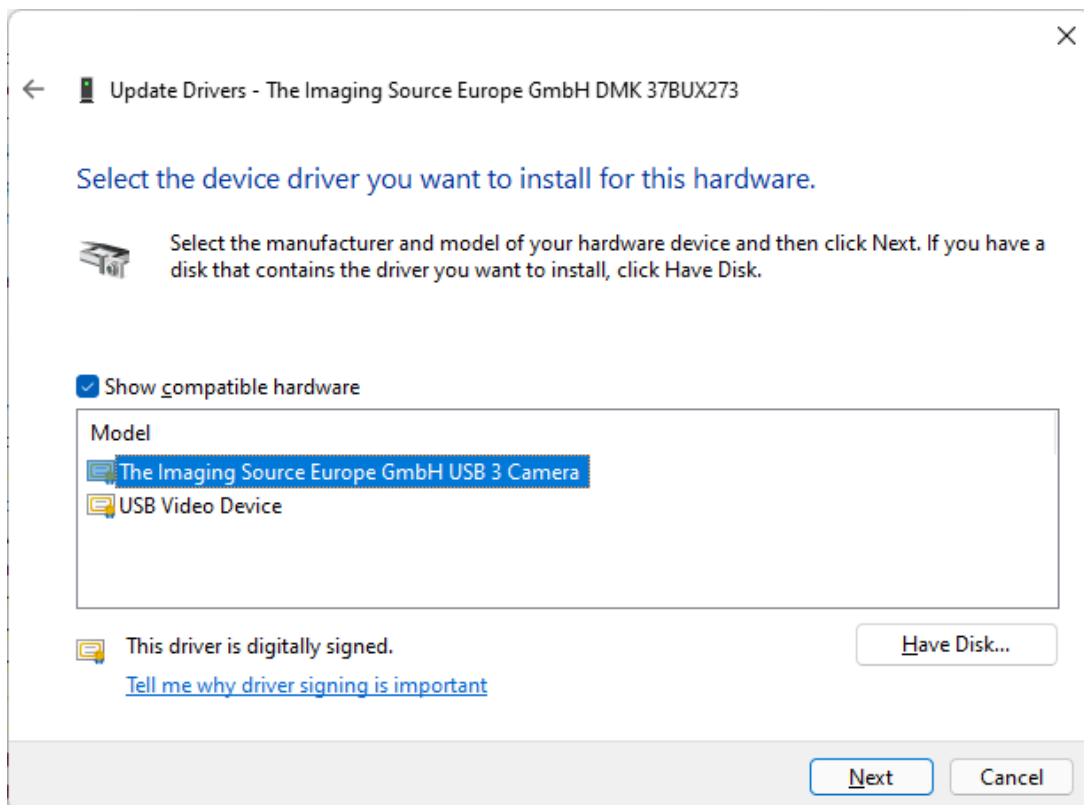 Update Drivers - The Imaging Source Europe GmbH DMK 37BUX273
Select the device driver you want to install for this hardware.
Select the manufacturer and model of your hardware device and then click Next. If you have a
disk that contains the driver you want to install, click Have Disk.
Show compatible hardware
Model
The Imaging Source Europe GmbH USB 3 Camera
USB Video Device
This driver is digitally signed.
Have Disk...
Tell me why driver signing is important
Next
Cancel